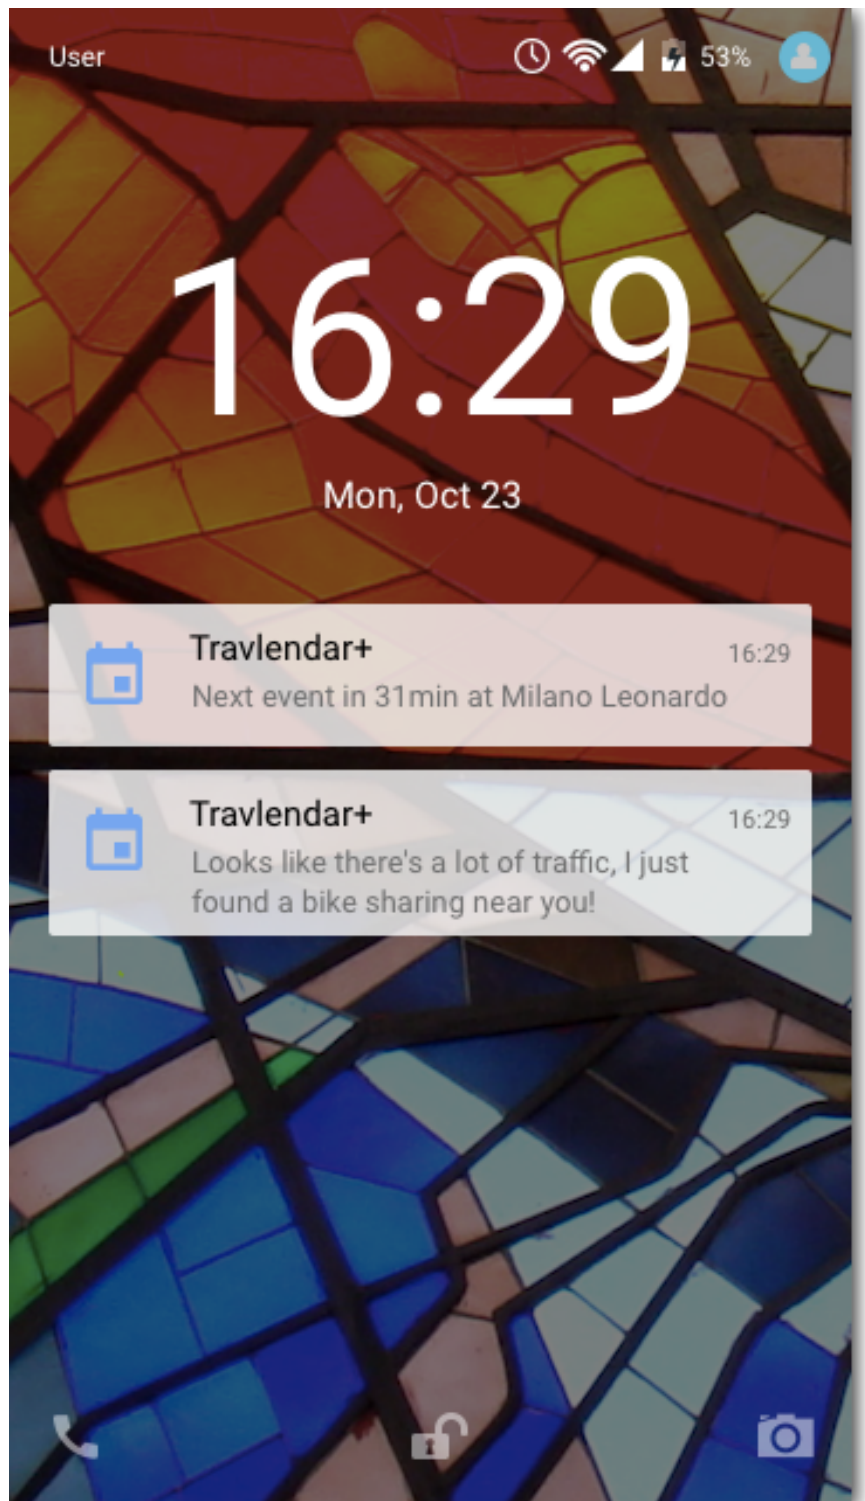 User 53%
16:29
Mon, Oct 23
Travlendar+ 16:29
Next event in 31min at Milano Leonardo
Travlendar+ 16:29
Looks like there's a lot of traffic, I just
found a bike sharing near you!